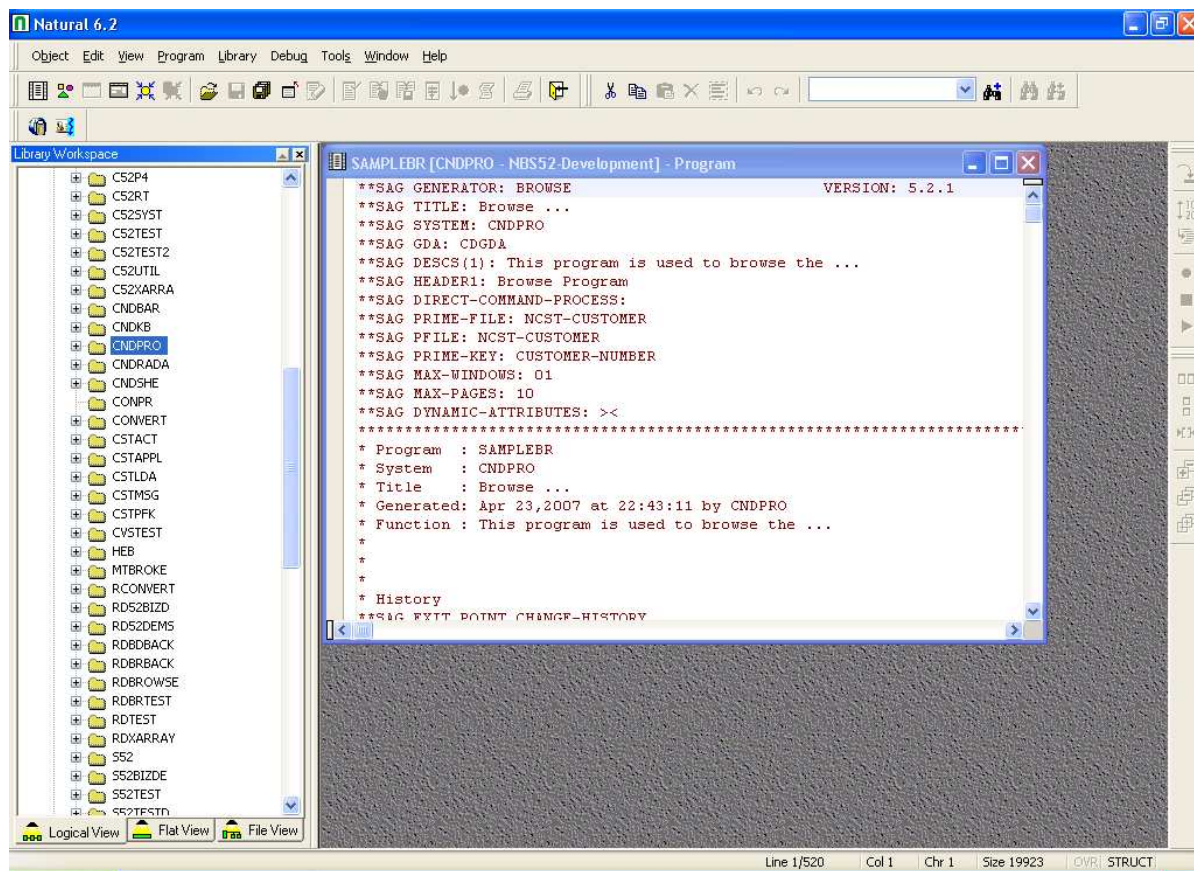 Natural 6.2
Object Edit View Program Library Debug Tools Window Help
Library Workspace
C52P4
C52RT
C52SYST
C52TEST
C52TEST2
C52UTIL
C52XARRA
CNDBAR
CNDKB
CNDPRO
CNDRADA
CNDSHE
CONPR
CONVERT
CSTACT
CSTAPPL
CSTLDA
CSTMSG
CSTPFK
CVSTEST
HEB
MTBROKE
RCONVERT
RD52BIZD
RD52DEMS
RDBDBACK
RDBRBACK
RDBROWSE
RDBRTEST
RDTEST
RDXARRAY
S52
S52BIZDE
S52TEST
S52TESTD
Logical View Flat View File View
SAMPLEBR [CNDPRO - NBS52-Development] - Program
**SAG GENERATOR: BROWSE VERSION: 5.2.1
**SAG TITLE: Browse ...
**SAG SYSTEM: CNDPRO
**SAG GDA: CDGDA
**SAG DESCS(1): This program is used to browse the ...
**SAG HEADER1: Browse Program
**SAG DIRECT-COMMAND-PROCESS:
**SAG PRIME-FILE: NCST-CUSTOMER
**SAG PFILE: NCST-CUSTOMER
**SAG PRIME-KEY: CUSTOMER-NUMBER
**SAG MAX-WINDOWS: 01
**SAG MAX-PAGES: 10
**SAG DYNAMIC-ATTRIBUTES: ><
******************************************************************************
* Program : SAMPLEBR
* System : CNDPRO
* Title : Browse ...
* Generated: Apr 23,2007 at 22:43:11 by CNDPRO
* Function : This program is used to browse the ...
*
*
*
* History
**SAG EXIT POINT CHANGE-HISTORY
Line 1/520 Col 1 Chr 1 Size 19923 OVR STRUCT